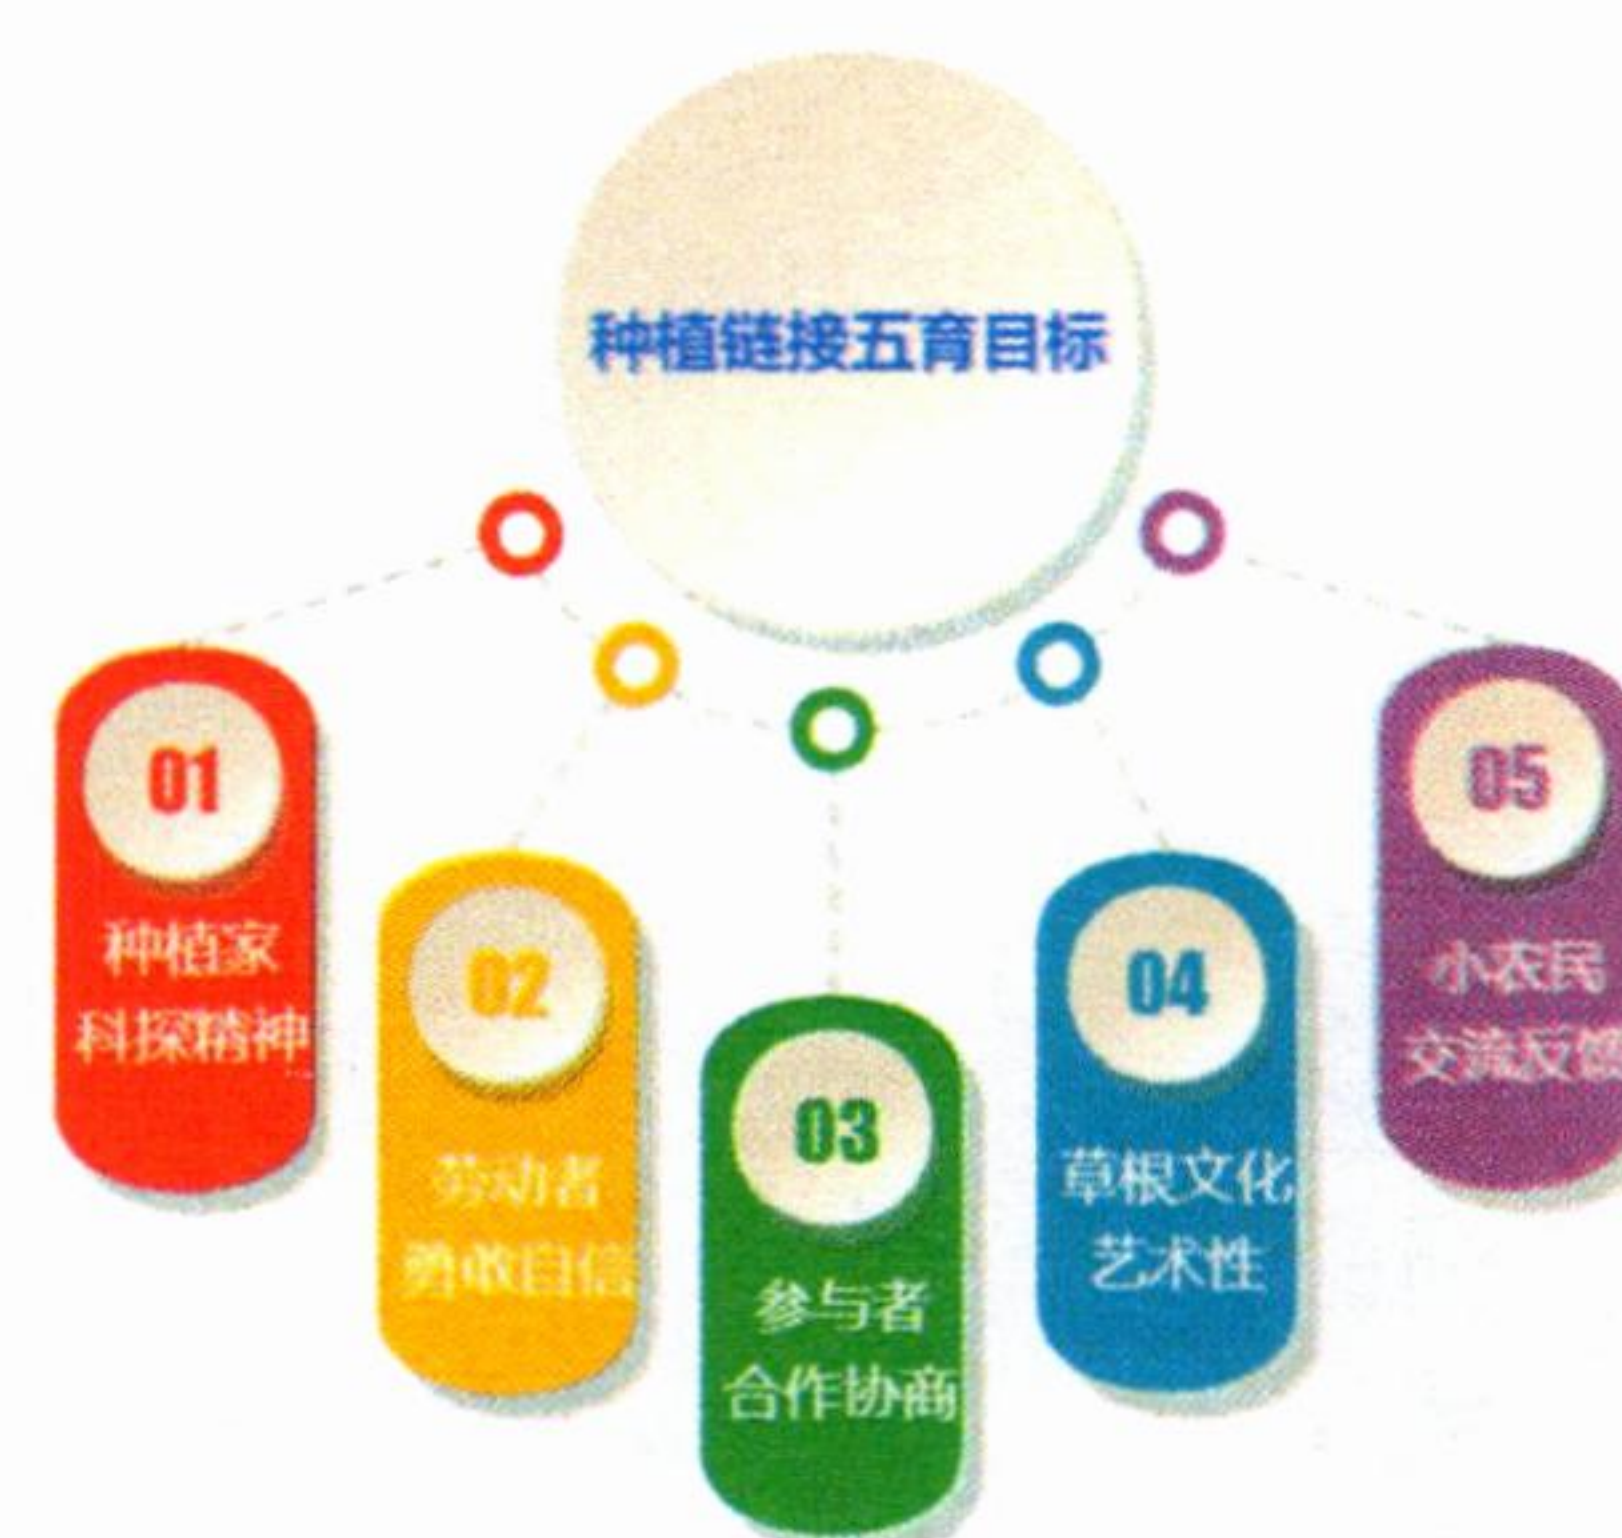 种植链接五育目标
01
种植家
科探精神
02
劳动者
勇敢自信
03
参与者
合作协商
04
草根文化
艺术性
05
小农民
交流反馈